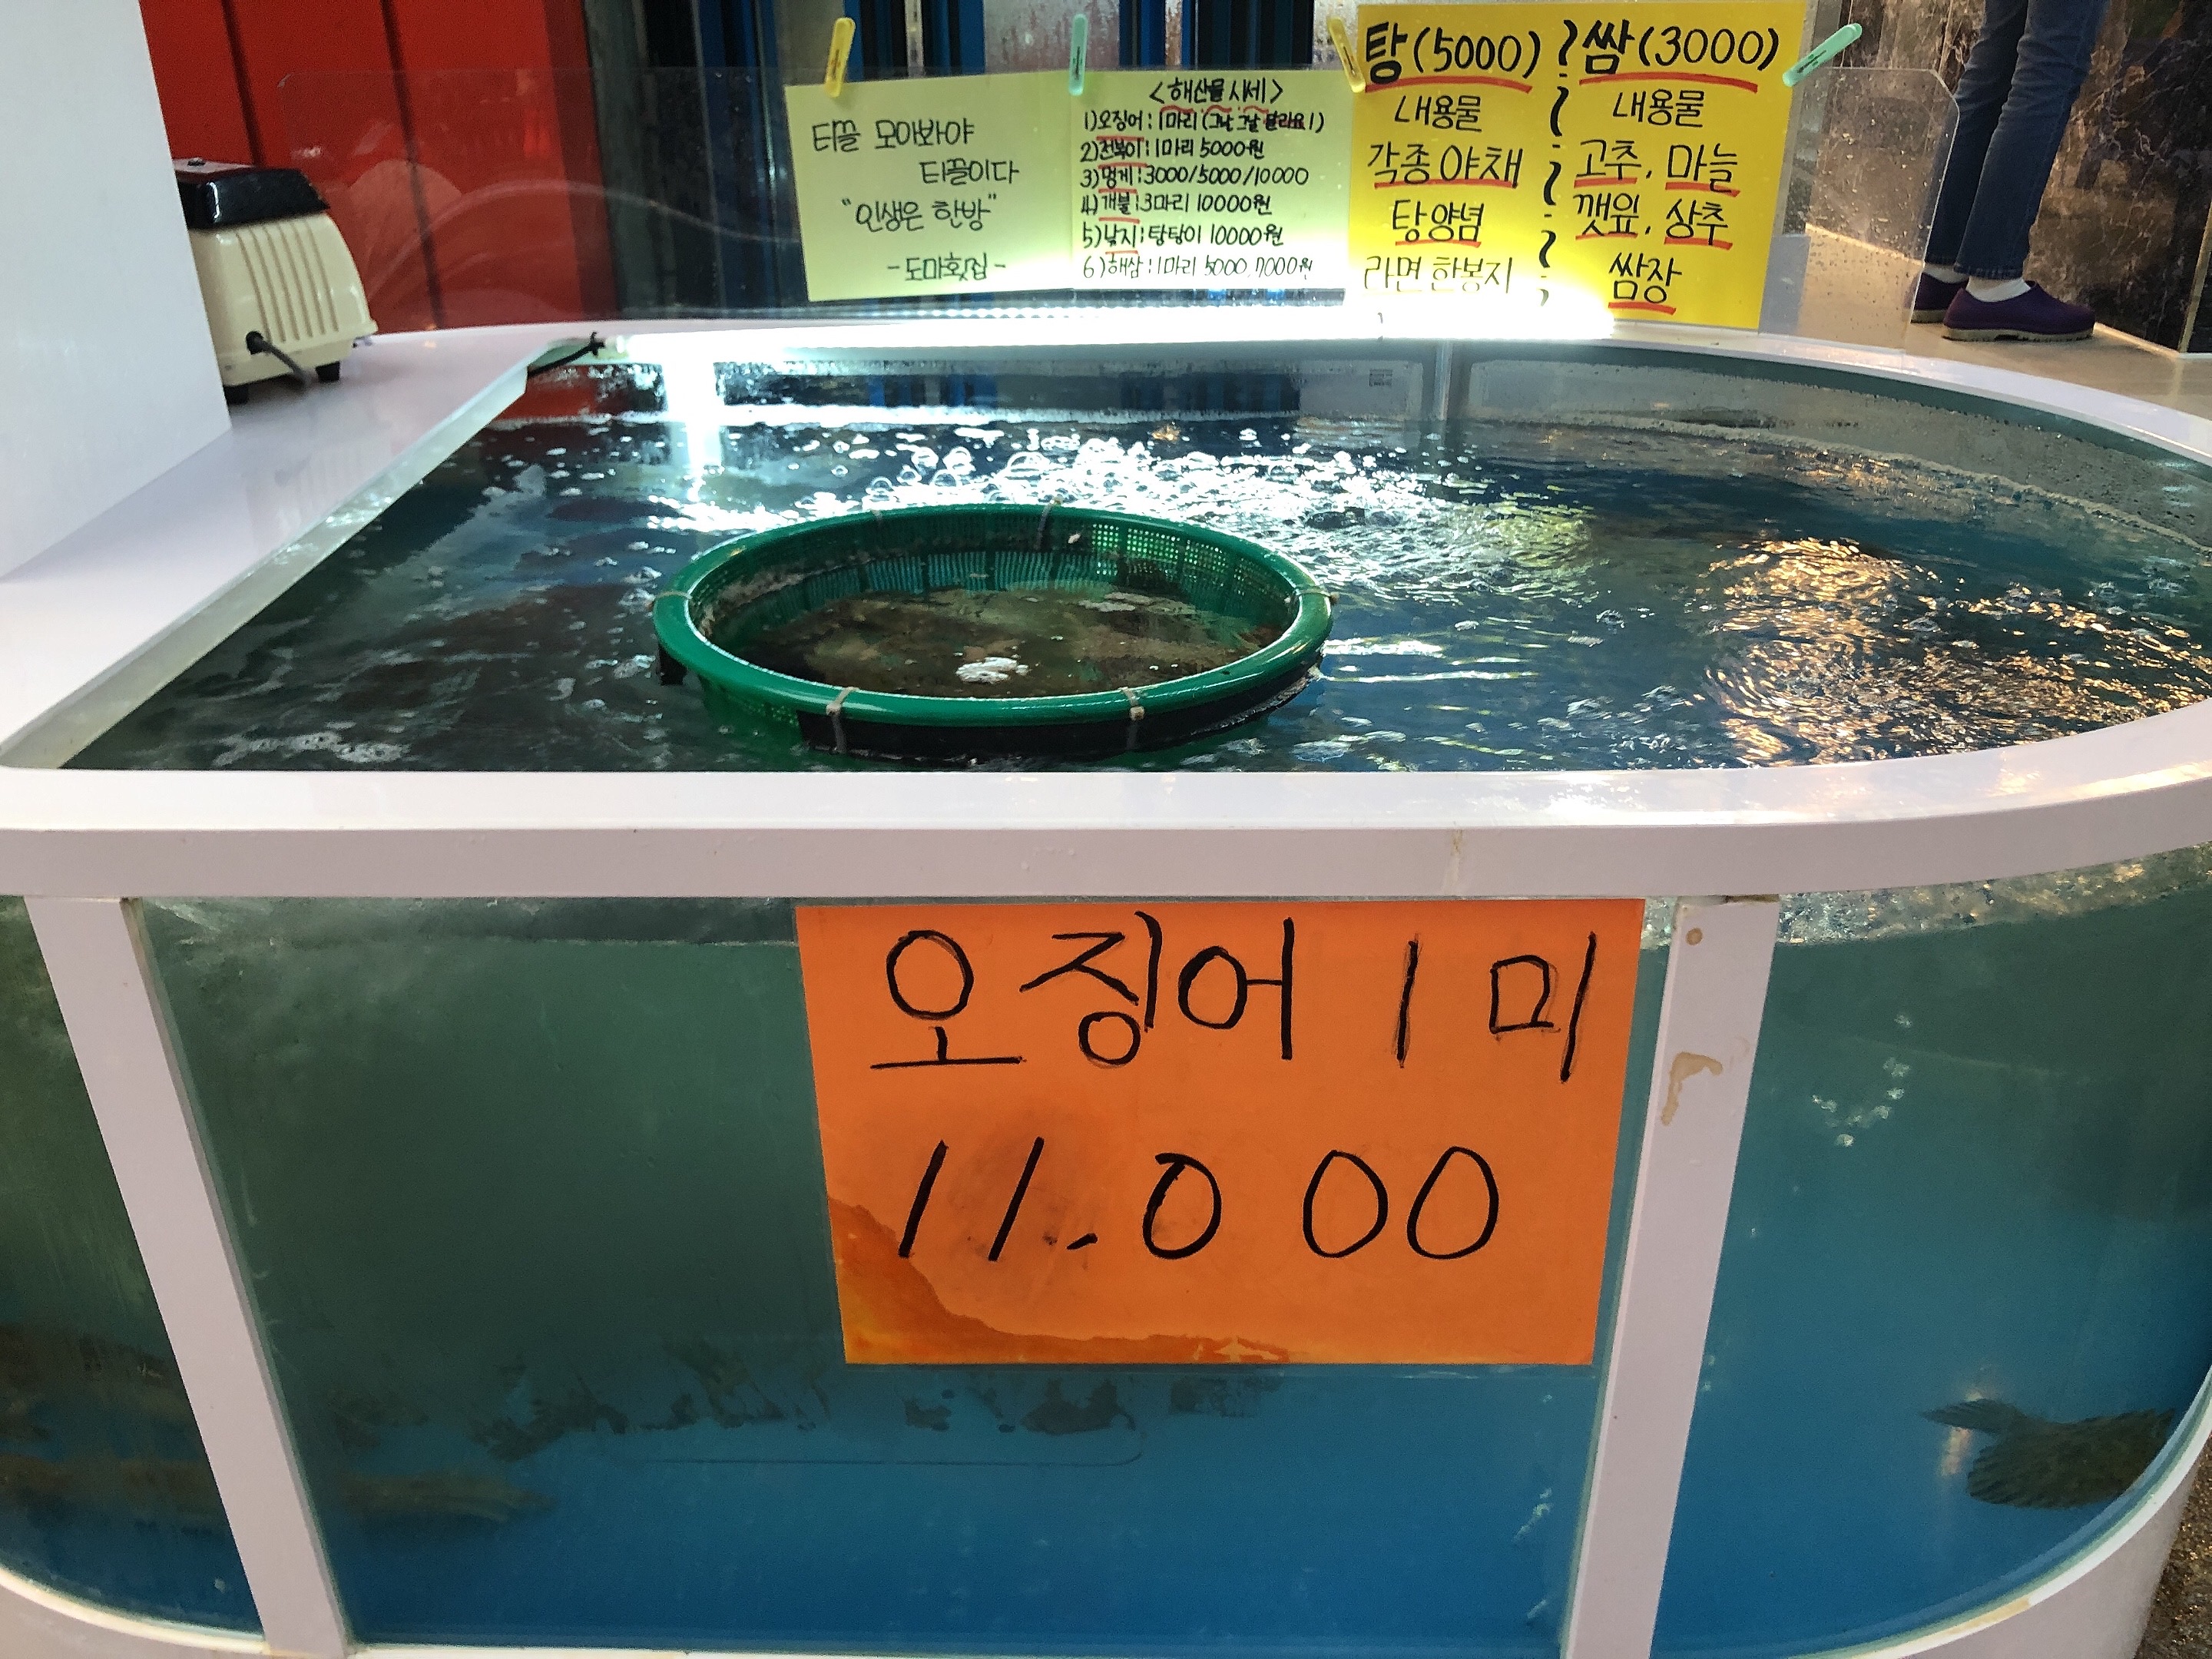 티끌 모아봐야
티끌이다
"인생은 한방"
-도마횟집-
<해산물 시세>
1)오징어:1마리(그날 그날 달라요!)
2)전복이:1마리 5000원
3)멍게:3000/5000/10000
4)개불:3마리 10000원
5)낙지:탕탕이 10000원
6)해삼:1마리 5000,7000원
탕(5000)
내용물
각종야채
탕양념
라면 한봉지
쌈(3000)
내용물
고추, 마늘
깻잎, 상추
쌈장
오징어 1미
11.000